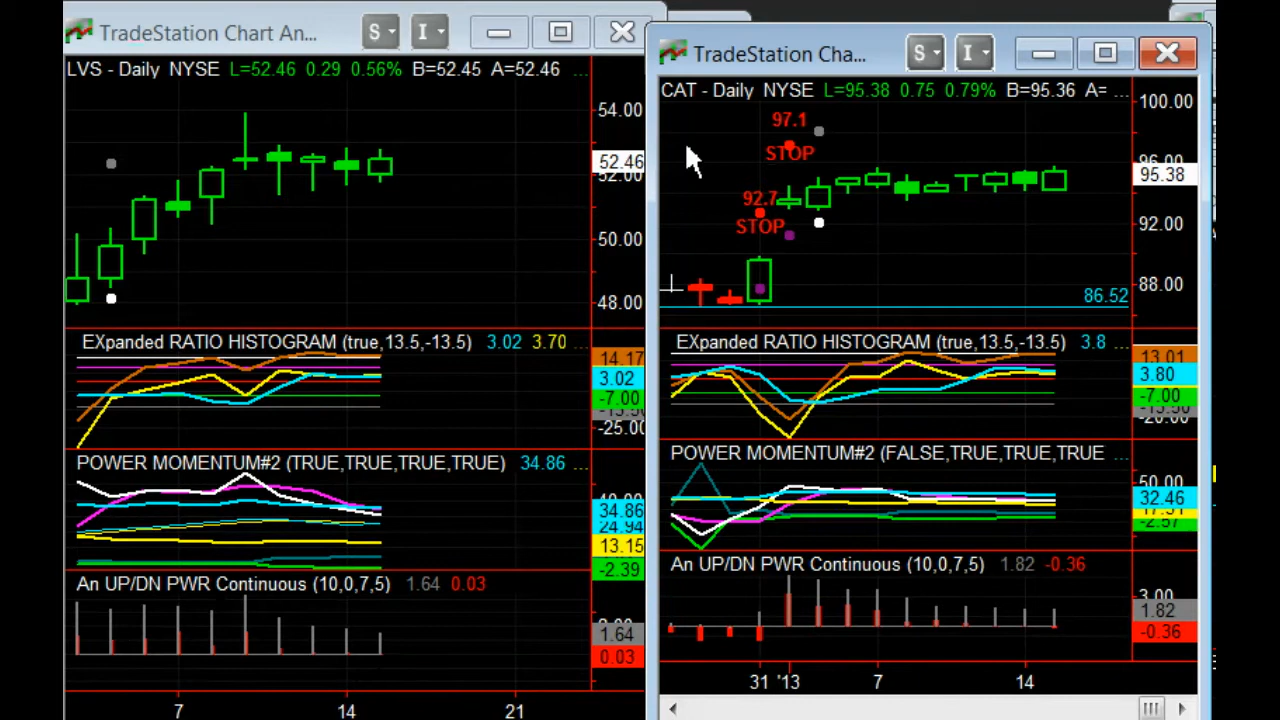 TradeStation Chart An...
S
I
LVS - Daily NYSE L=52.46 0.29 0.56% B=52.45 A=52.46 ...
54.00
52.46
52.00
50.00
48.00
EXpanded RATIO HISTOGRAM (true,13.5,-13.5) 3.02 3.70 ...
14.17
3.02
-7.00
-13.50
-25.00
POWER MOMENTUM#2 (TRUE,TRUE,TRUE,TRUE) 34.86 ...
34.86
24.94
13.15
-2.39
An UP/DN PWR Continuous (10,0,7,5) 1.64 0.03
1.64
0.03
7
14
21
TradeStation Cha...
S
I
CAT - Daily NYSE L=95.38 0.75 0.79% B=95.36 A= ...
100.00
97.1
STOP
96.00
95.38
92.7
STOP
92.00
88.00
86.52
EXpanded RATIO HISTOGRAM (true,13.5,-13.5) 3.8 ...
13.01
3.80
-7.00
-13.50
POWER MOMENTUM#2 (FALSE,TRUE,TRUE,TRUE ...
50.00
32.46
-2.57
An UP/DN PWR Continuous (10,0,7,5) 1.82 -0.36
3.00
1.82
-0.36
31 '13
7
14